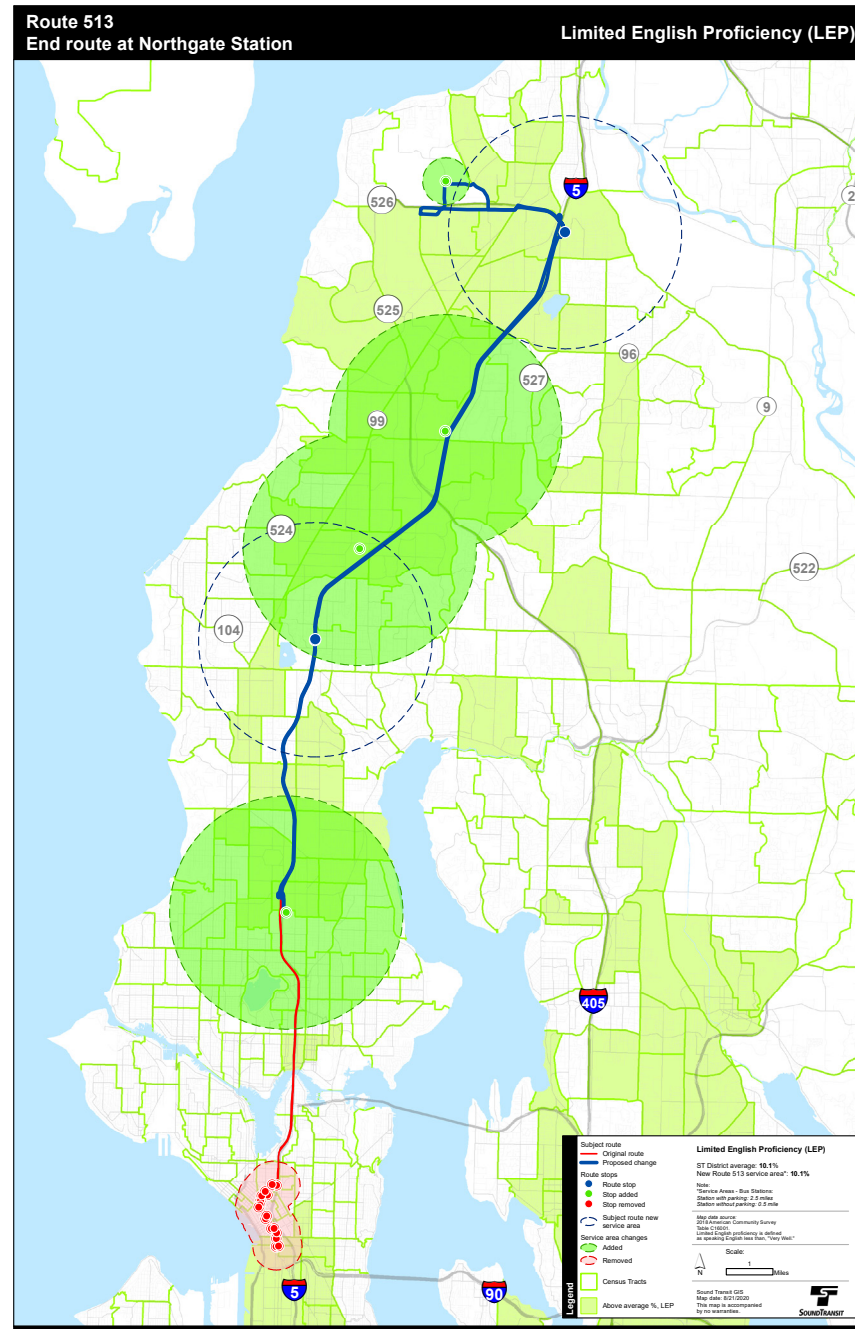 Route 513
End route at Northgate Station
Limited English Proficiency (LEP)
5
526
2
525
96
527
9
99
524
522
104
405
5
90
Legend
Subject route
Original route
Proposed change
Route stops
Route stop
Stop added
Stop removed
Subject route new
service area
Service area changes
Added
Removed
Census Tracts
Above average %, LEP
Limited English Proficiency (LEP)
ST District average: 10.1%
New Route 513 service area*: 10.1%
Note:
*Service Areas - Bus Stations:
Station with parking: 2.5 miles
Station without parking: 0.5 mile
Map data source:
2018 American Community Survey
Table C16001.
Limited English proficiency is defined
as speaking English less than, "Very Well."
Scale:
1
Miles
N
Sound Transit GIS
Map date: 8/21/2020
This map is accompanied
by no warranties.
SOUNDTRANSIT